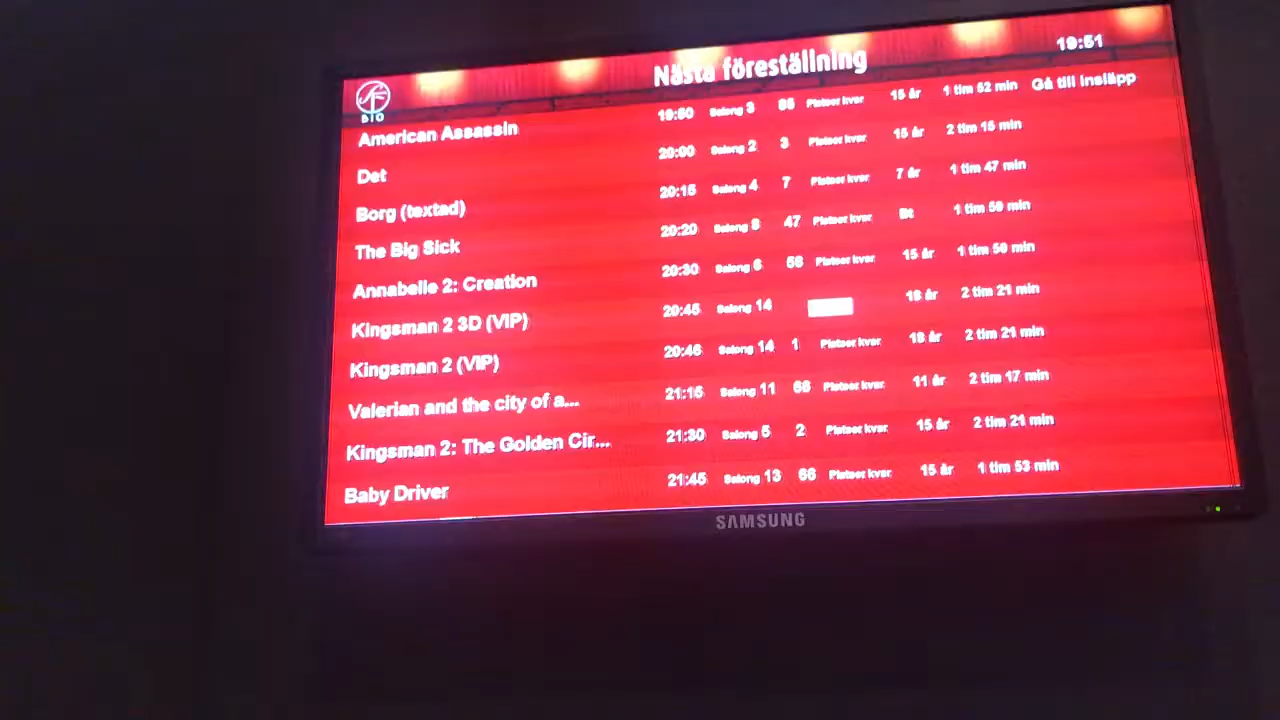 SF BIO
Nästa föreställning 19:51
American Assassin 19:50 Salong 3 85 Platser kvar 15 år 1 tim 52 min Gå till insläpp
Det 20:00 Salong 2 3 Platser kvar 15 år 2 tim 15 min
Borg (textad) 20:15 Salong 4 7 Platser kvar 7 år 1 tim 47 min
The Big Sick 20:20 Salong 8 47 Platser kvar Bt 1 tim 59 min
Annabelle 2: Creation 20:30 Salong 6 56 Platser kvar 15 år 1 tim 50 min
Kingsman 2 3D (VIP) 20:45 Salong 14 18 år 2 tim 21 min
Kingsman 2 (VIP) 20:45 Salong 14 1 Platser kvar 18 år 2 tim 21 min
Valerian and the city of a... 21:15 Salong 11 68 Platser kvar 11 år 2 tim 17 min
Kingsman 2: The Golden Cir... 21:30 Salong 5 2 Platser kvar 15 år 2 tim 21 min
Baby Driver 21:45 Salong 13 66 Platser kvar 15 år 1 tim 53 min
SAMSUNG